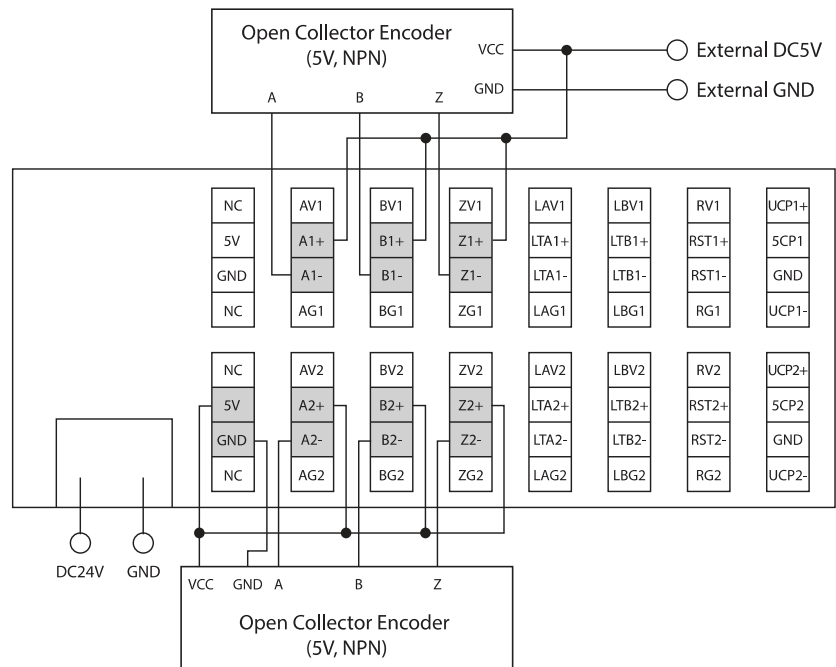 Open Collector Encoder
(5V, NPN)
VCC
External DC5V
GND
External GND
A B Z
NC AV1 BV1 ZV1 LAV1 LBV1 RV1 UCP1+
5V A1+ B1+ Z1+ LTA1+ LTB1+ RST1+ 5CP1
GND A1- B1- Z1- LTA1- LTB1- RST1- GND
NC AG1 BG1 ZG1 LAG1 LBG1 RG1 UCP1-
NC AV2 BV2 ZV2 LAV2 LBV2 RV2 UCP2+
5V A2+ B2+ Z2+ LTA2+ LTB2+ RST2+ 5CP2
GND A2- B2- Z2- LTA2- LTB2- RST2- GND
NC AG2 BG2 ZG2 LAG2 LBG2 RG2 UCP2-
DC24V GND
VCC GND A B Z
Open Collector Encoder
(5V, NPN)